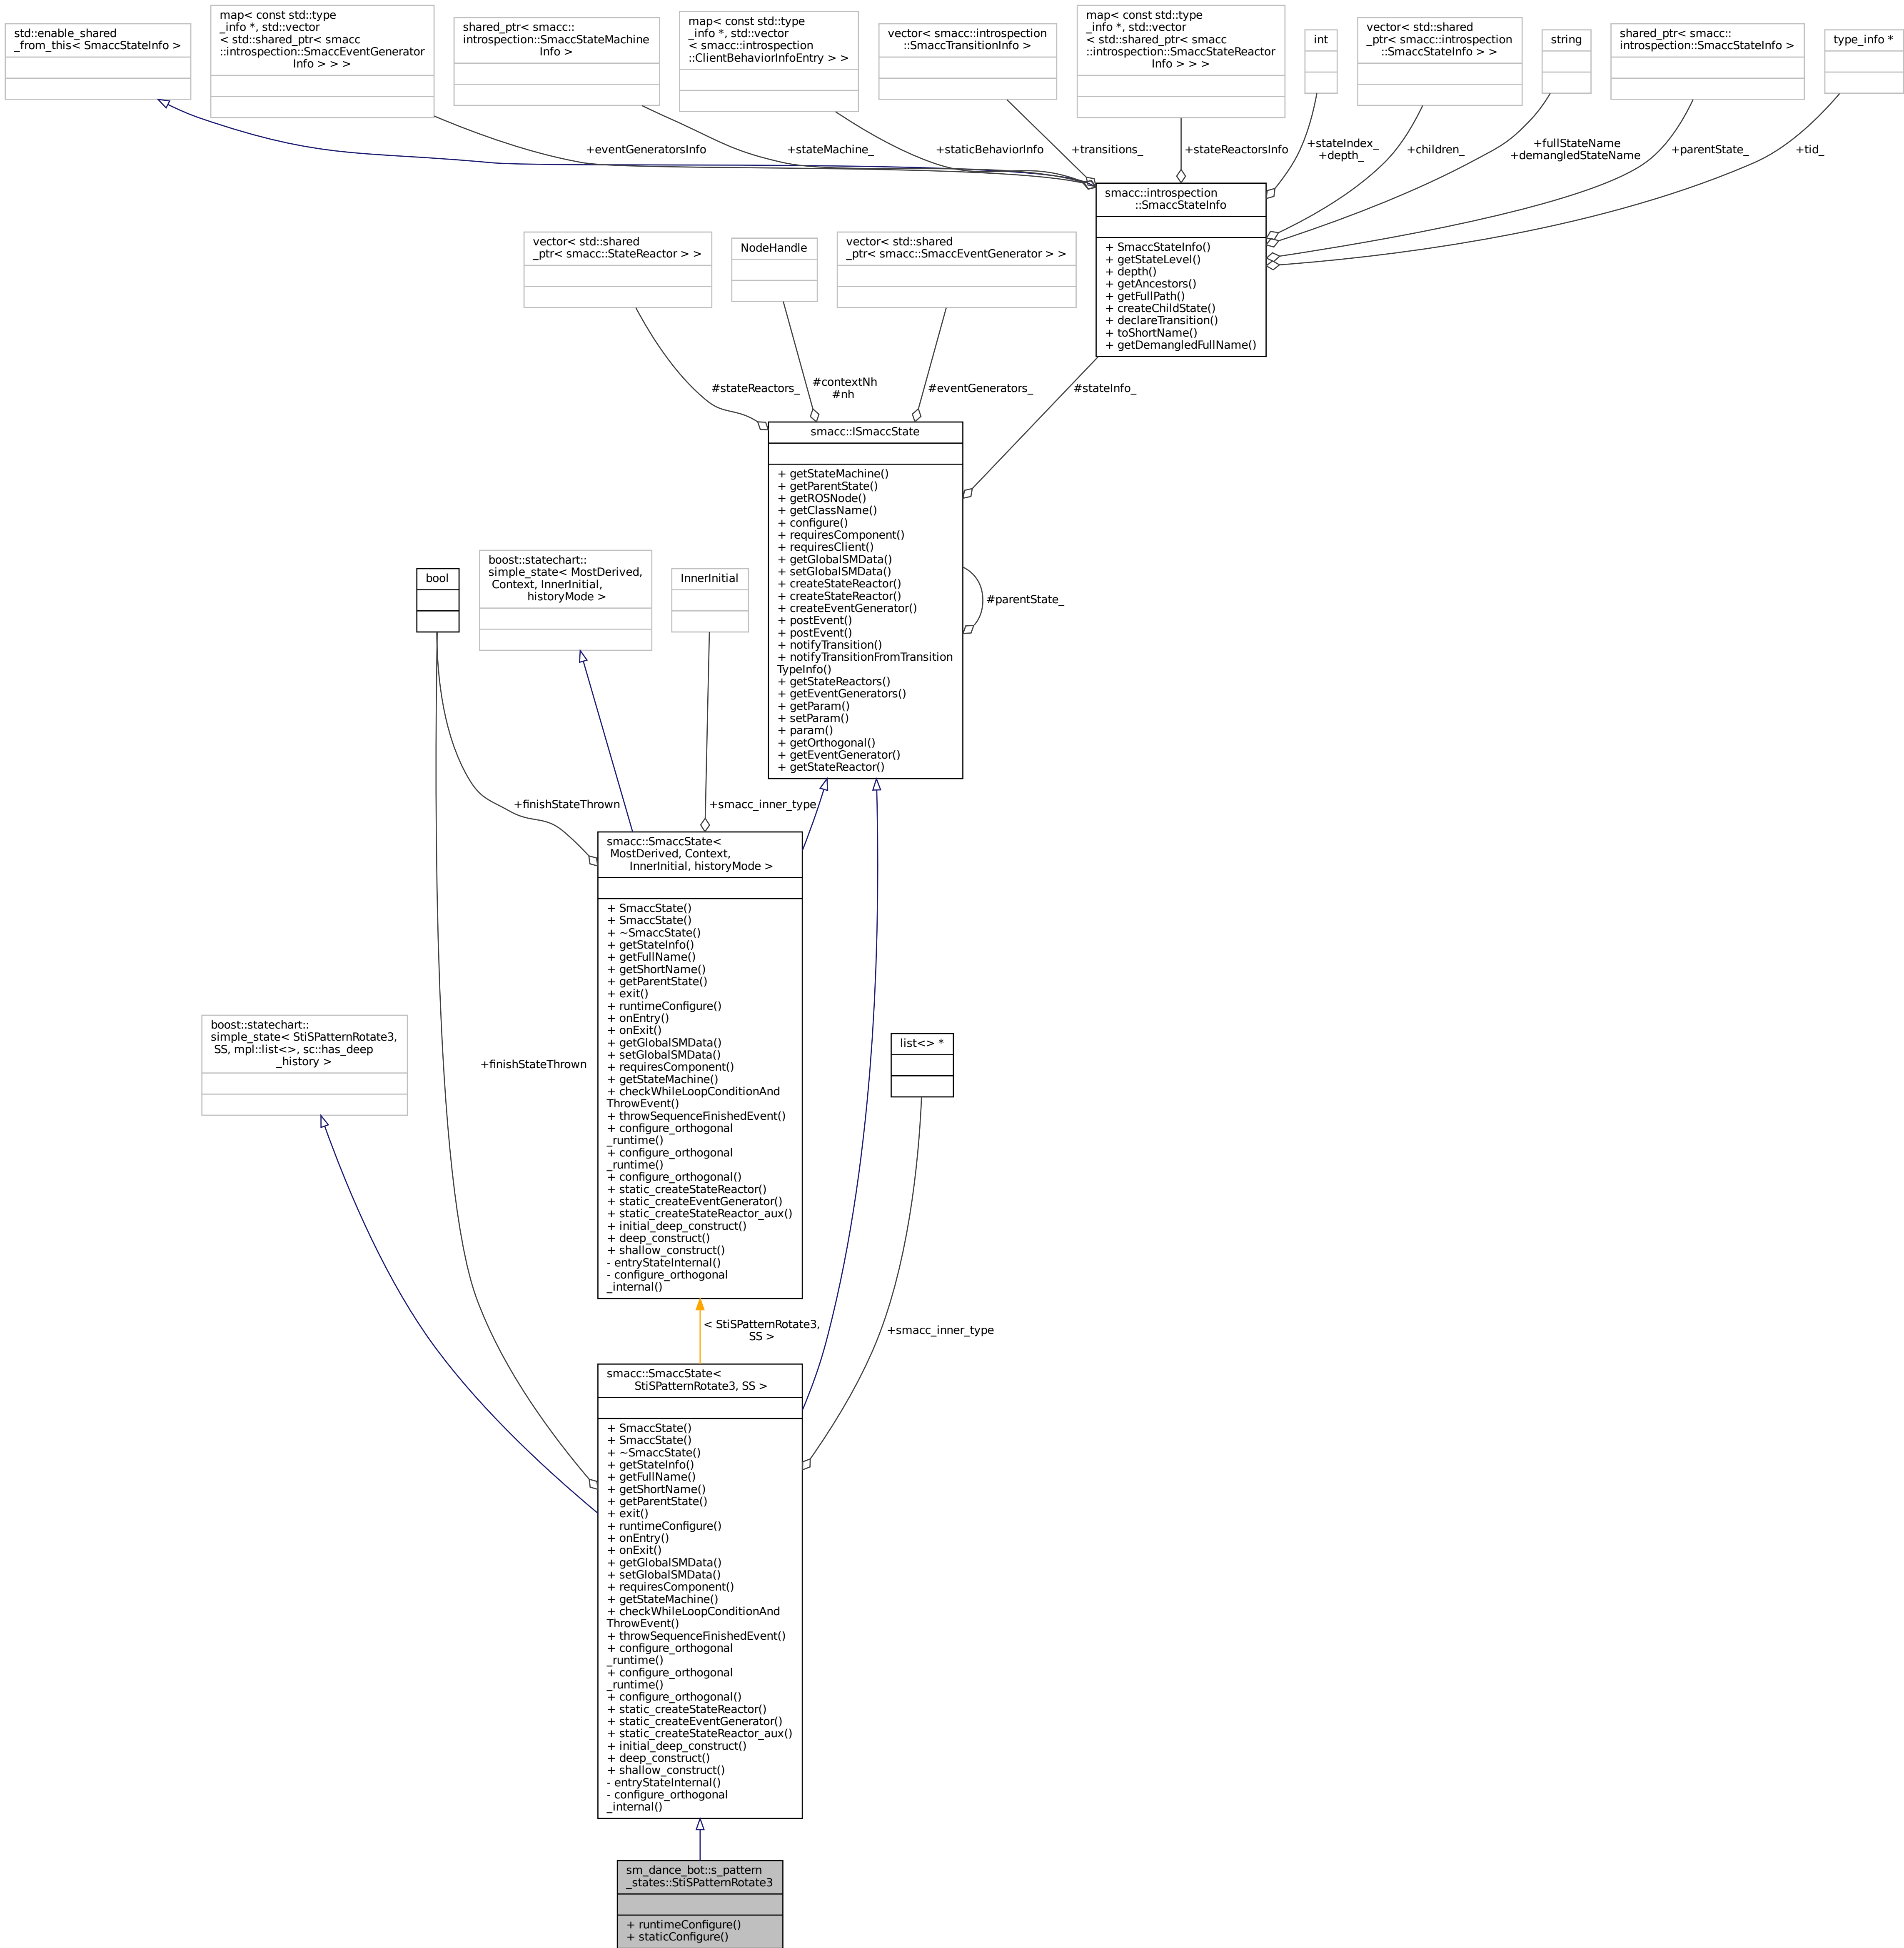 std::enable_shared
_from_this< SmaccStateInfo >
map< const std::type
_info *, std::vector
< std::shared_ptr< smacc
::introspection::SmaccEventGenerator
Info > > >
shared_ptr< smacc::
introspection::SmaccStateMachine
Info >
map< const std::type
_info *, std::vector
< smacc::introspection
::ClientBehaviorInfoEntry > >
vector< smacc::introspection
::SmaccTransitionInfo >
map< const std::type
_info *, std::vector
< std::shared_ptr< smacc
::introspection::SmaccStateReactor
Info > > >
int
vector< std::shared
_ptr< smacc::introspection
::SmaccStateInfo > >
string
shared_ptr< smacc::
introspection::SmaccStateInfo >
type_info *
+eventGeneratorsInfo
+stateMachine_
+staticBehaviorInfo
+transitions_
+stateReactorsInfo
+stateIndex_
+depth_
+children_
+fullStateName
+demangledStateName
+parentState_
+tid_
smacc::introspection
::SmaccStateInfo
+ SmaccStateInfo()
+ getStateLevel()
+ depth()
+ getAncestors()
+ getFullPath()
+ createChildState()
+ declareTransition()
+ toShortName()
+ getDemangledFullName()
vector< std::shared
_ptr< smacc::StateReactor > >
NodeHandle
vector< std::shared
_ptr< smacc::SmaccEventGenerator > >
#stateReactors_
#contextNh
#nh
#eventGenerators_
#stateInfo_
smacc::ISmaccState
+ getStateMachine()
+ getParentState()
+ getROSNode()
+ getClassName()
+ configure()
+ requiresComponent()
+ requiresClient()
+ getGlobalSMData()
+ setGlobalSMData()
+ createStateReactor()
+ createStateReactor()
+ createEventGenerator()
+ postEvent()
+ postEvent()
+ notifyTransition()
+ notifyTransitionFromTransition
TypeInfo()
+ getStateReactors()
+ getEventGenerators()
+ getParam()
+ setParam()
+ param()
+ getOrthogonal()
+ getEventGenerator()
+ getStateReactor()
#parentState_
bool
boost::statechart::
simple_state< MostDerived,
Context, InnerInitial,
historyMode >
InnerInitial
+finishStateThrown
+smacc_inner_type
smacc::SmaccState<
MostDerived, Context,
InnerInitial, historyMode >
+ SmaccState()
+ SmaccState()
+ ~SmaccState()
+ getStateInfo()
+ getFullName()
+ getShortName()
+ getParentState()
+ exit()
+ runtimeConfigure()
+ onEntry()
+ onExit()
+ getGlobalSMData()
+ setGlobalSMData()
+ requiresComponent()
+ getStateMachine()
+ checkWhileLoopConditionAnd
ThrowEvent()
+ throwSequenceFinishedEvent()
+ configure_orthogonal
_runtime()
+ configure_orthogonal
_runtime()
+ configure_orthogonal()
+ static_createStateReactor()
+ static_createEventGenerator()
+ static_createStateReactor_aux()
+ initial_deep_construct()
+ deep_construct()
+ shallow_construct()
- entryStateInternal()
- configure_orthogonal
_internal()
boost::statechart::
simple_state< StiSPatternRotate3,
SS, mpl::list<>, sc::has_deep
_history >
+finishStateThrown
list<> *
< StiSPatternRotate3,
SS >
+smacc_inner_type
smacc::SmaccState<
StiSPatternRotate3, SS >
+ SmaccState()
+ SmaccState()
+ ~SmaccState()
+ getStateInfo()
+ getFullName()
+ getShortName()
+ getParentState()
+ exit()
+ runtimeConfigure()
+ onEntry()
+ onExit()
+ getGlobalSMData()
+ setGlobalSMData()
+ requiresComponent()
+ getStateMachine()
+ checkWhileLoopConditionAnd
ThrowEvent()
+ throwSequenceFinishedEvent()
+ configure_orthogonal
_runtime()
+ configure_orthogonal
_runtime()
+ configure_orthogonal()
+ static_createStateReactor()
+ static_createEventGenerator()
+ static_createStateReactor_aux()
+ initial_deep_construct()
+ deep_construct()
+ shallow_construct()
- entryStateInternal()
- configure_orthogonal
_internal()
sm_dance_bot::s_pattern
_states::StiSPatternRotate3
+ runtimeConfigure()
+ staticConfigure()